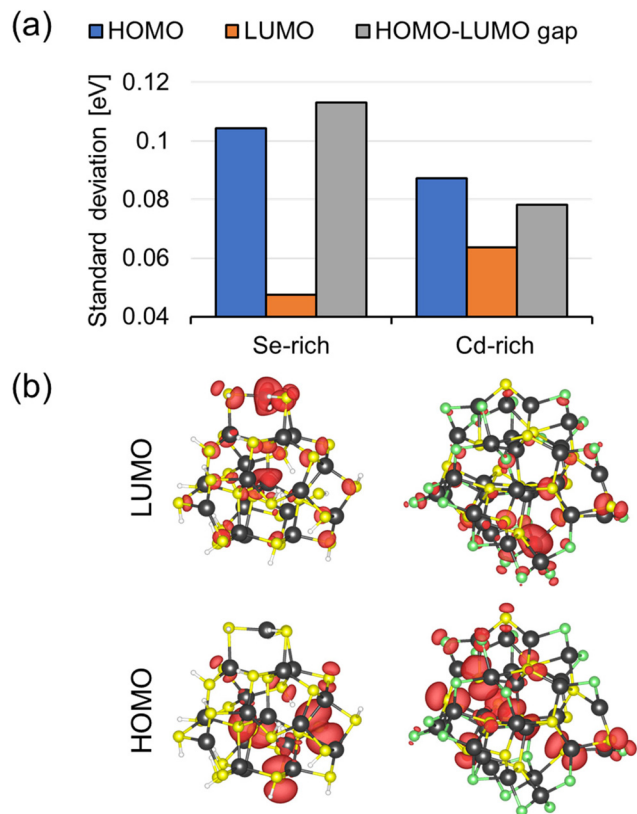 (a)
HOMO LUMO HOMO-LUMO gap
Standard deviation [eV]
0.12
0.1
0.08
0.06
0.04
Se-rich Cd-rich
(b)
LUMO
HOMO